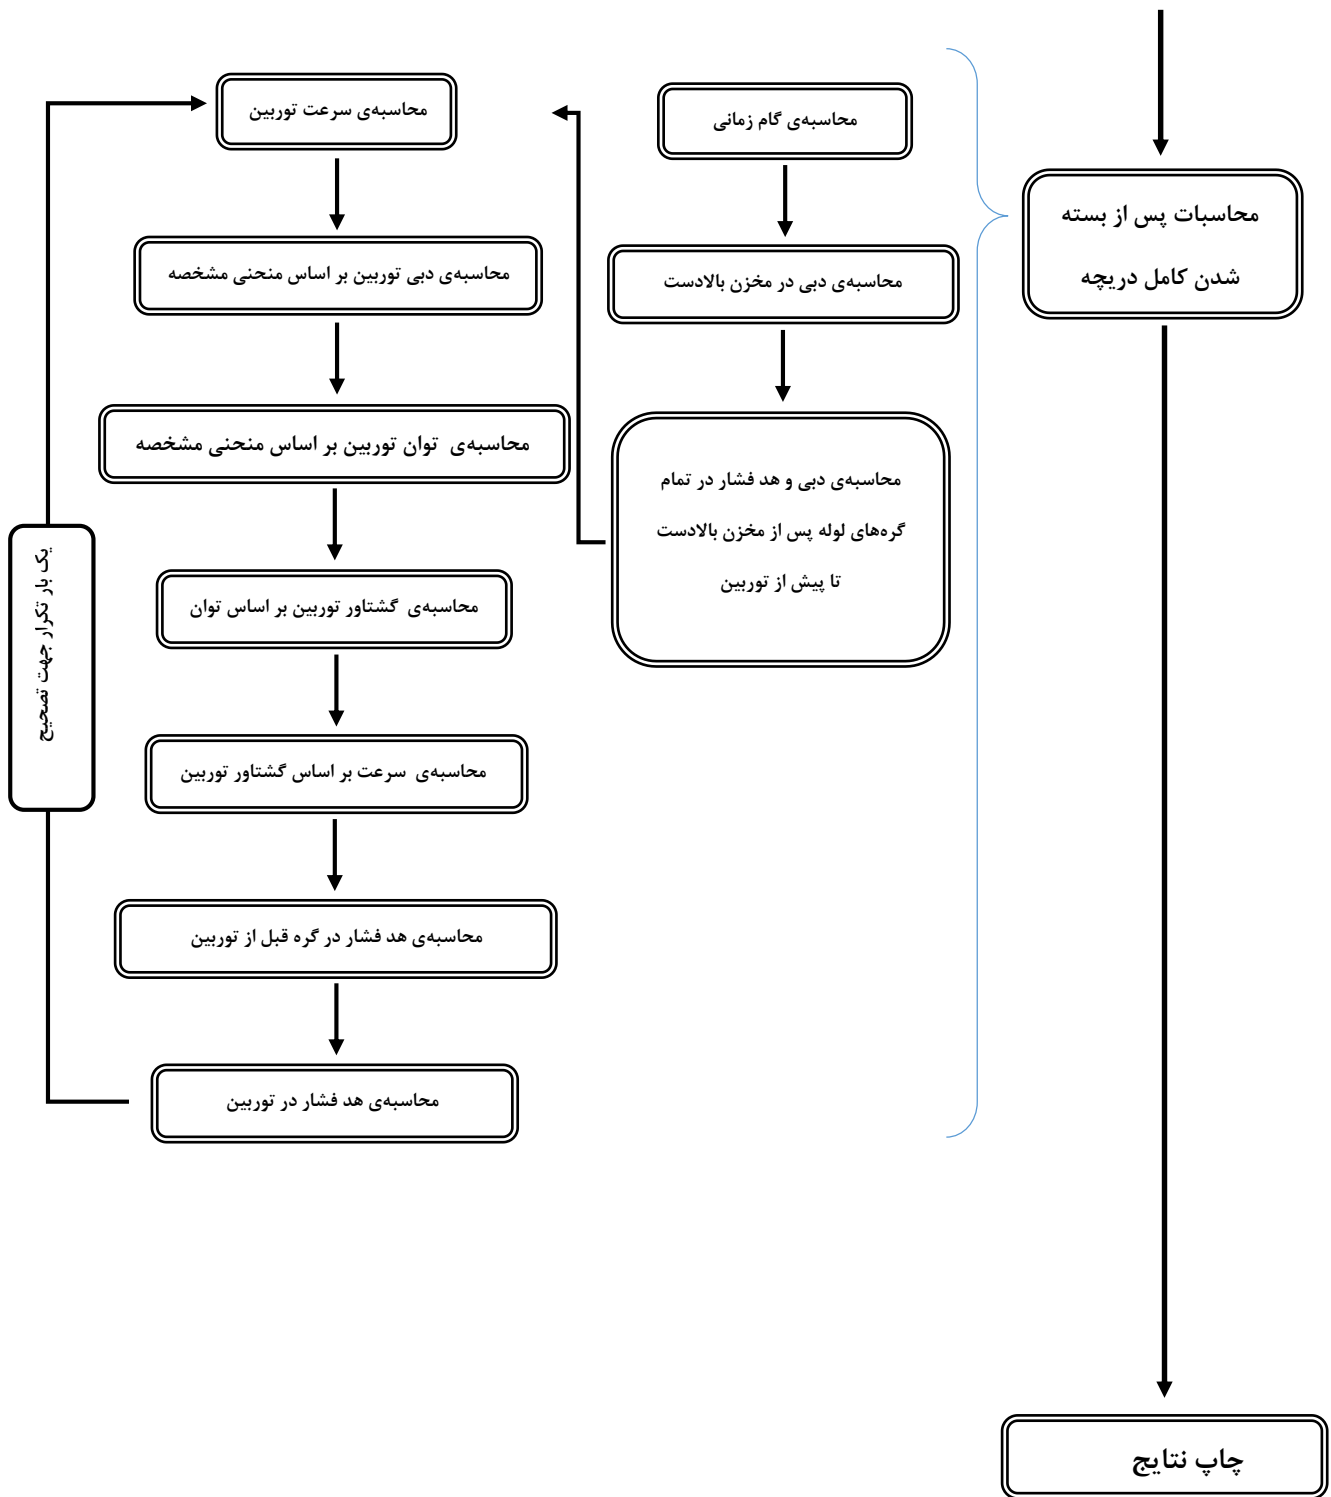 محاسبات پس از بسته
شدن کامل دریچه
محاسبه‌ی گام زمانی
محاسبه‌ی دبی در مخزن بالادست
محاسبه‌ی دبی و هد فشار در تمام
گره‌های لوله پس از مخزن بالادست
تا پیش از توربین
محاسبه‌ی سرعت توربین
محاسبه‌ی دبی توربین بر اساس منحنی مشخصه
محاسبه‌ی توان توربین بر اساس منحنی مشخصه
محاسبه‌ی گشتاور توربین بر اساس توان
محاسبه‌ی سرعت بر اساس گشتاور توربین
محاسبه‌ی هد فشار در گره قبل از توربین
محاسبه‌ی هد فشار در توربین
یک بار تکرار جهت تصحیح
چاپ نتایج